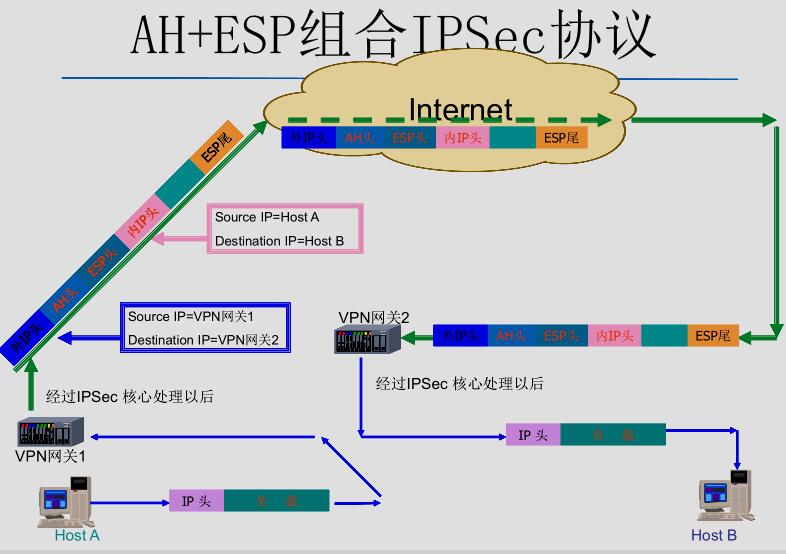 AH+ESP组合IPSec协议
Internet
外IP头 AH头 ESP头 内IP头 ESP尾
外IP头 AH头 ESP头 内IP头 ESP尾
Source IP=Host A
Destination IP=Host B
Source IP=VPN网关1
Destination IP=VPN网关2
VPN网关2
外IP头 AH头 ESP头 内IP头 ESP尾
经过IPSec 核心处理以后
经过IPSec 核心处理以后
IP 头 负 载
VPN网关1
IP 头 负 载
Host A
Host B